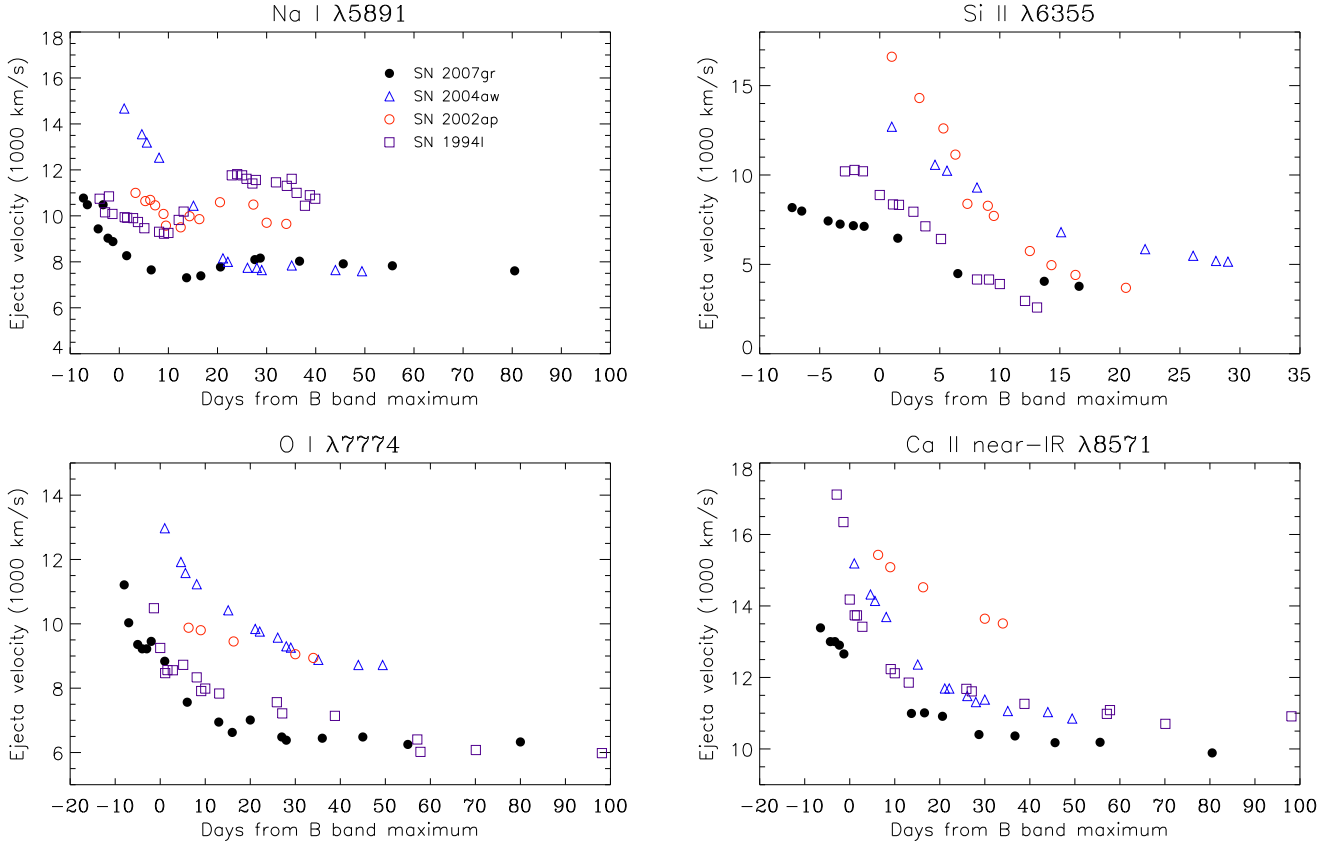 Na I λ5891
Ejecta velocity (1000 km/s)
18
16
14
12
10
8
6
4
SN 2007gr
SN 2004aw
SN 2002ap
SN 1994I
−10 0 10 20 30 40 50 60 70 80 90 100
Days from B band maximum
Si II λ6355
Ejecta velocity (1000 km/s)
15
10
5
0
−10 −5 0 5 10 15 20 25 30 35
Days from B band maximum
O I λ7774
Ejecta velocity (1000 km/s)
14
12
10
8
6
−20 −10 0 10 20 30 40 50 60 70 80 90 100
Days from B band maximum
Ca II near−IR λ8571
Ejecta velocity (1000 km/s)
18
16
14
12
10
−20 −10 0 10 20 30 40 50 60 70 80 90 100
Days from B band maximum